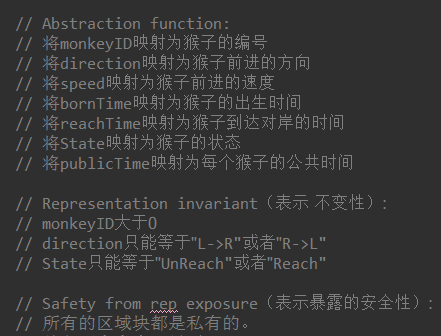 // Abstraction function:
// 将monkeyID映射为猴子的编号
// 将direction映射为猴子前进的方向
// 将speed映射为猴子前进的速度
// 将bornTime映射为猴子的出生时间
// 将reachTime映射为猴子到达对岸的时间
// 将State映射为猴子的状态
// 将publicTime映射为每个猴子的公共时间

// Representation invariant（表示 不变性）:
// monkeyID大于0
// direction只能等于"L->R"或者"R->L"
// State只能等于"UnReach"或者"Reach"

// Safety from rep exposure（表示暴露的安全性）:
// 所有的区域块都是私有的。